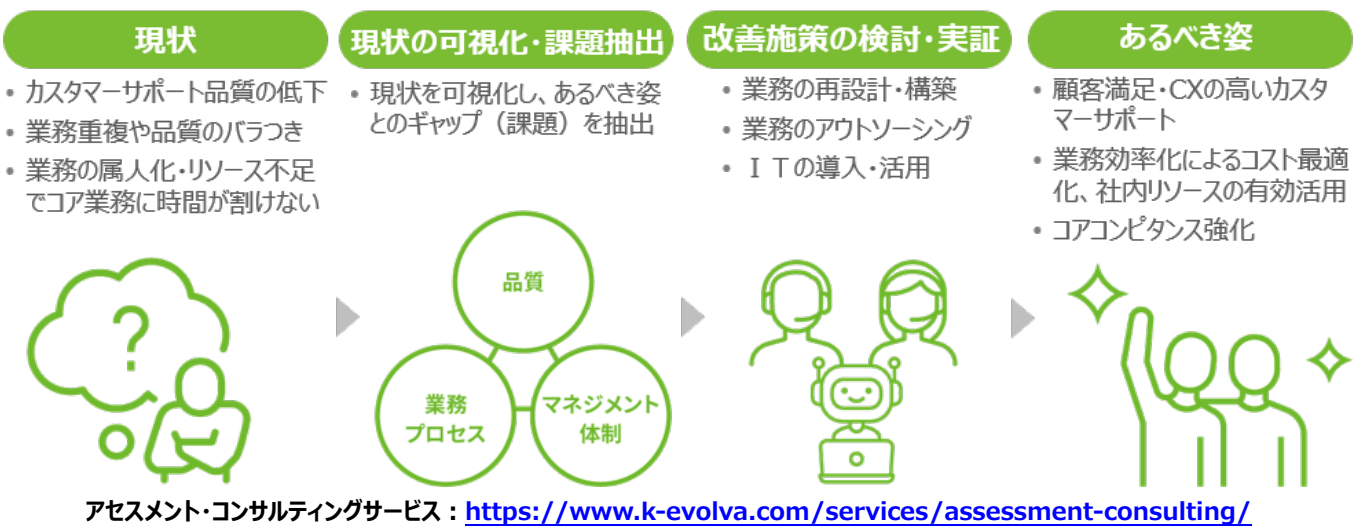 現状
• カスタマーサポート品質の低下
• 業務重複や品質のバラつき
• 業務の属人化・リソース不足
でコア業務に時間が割けない
?
現状の可視化・課題抽出
• 現状を可視化し、あるべき姿
とのギャップ（課題）を抽出
品質
業務
プロセス
マネジメント
体制
改善施策の検討・実証
• 業務の再設計・構築
• 業務のアウトソーシング
• ＩＴの導入・活用
あるべき姿
• 顧客満足・CXの高いカスタ
マーサポート
• 業務効率化によるコスト最適
化、社内リソースの有効活用
• コアコンピタンス強化
アセスメント・コンサルティングサービス：https://www.k-evolva.com/services/assessment-consulting/